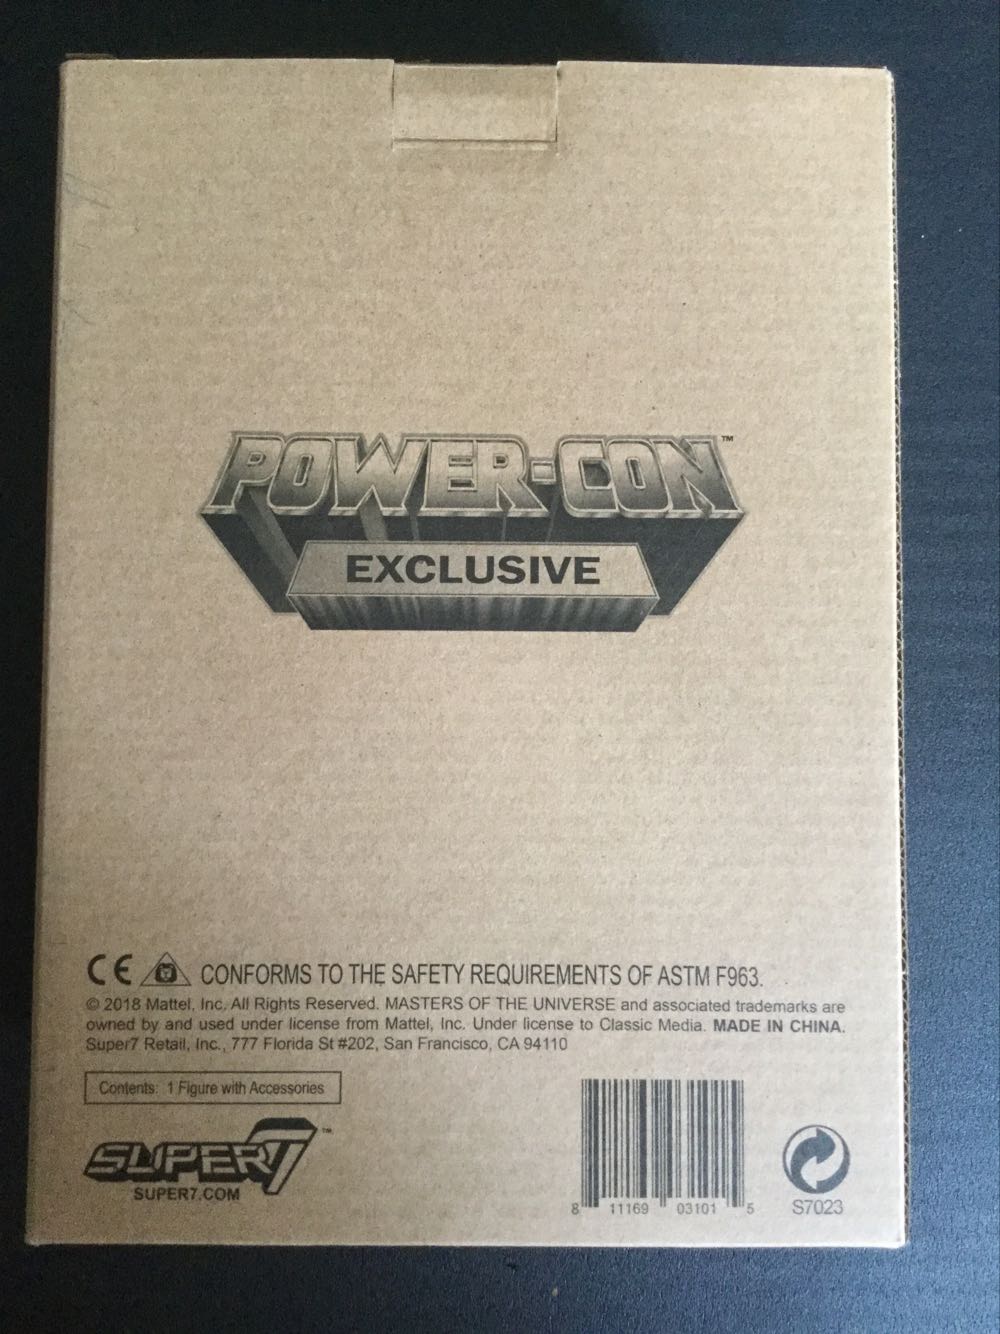 POWER-CON™
EXCLUSIVE
CE CONFORMS TO THE SAFETY REQUIREMENTS OF ASTM F963.
© 2018 Mattel, Inc. All Rights Reserved. MASTERS OF THE UNIVERSE and associated trademarks are
owned by and used under license from Mattel, Inc. Under license to Classic Media. MADE IN CHINA.
Super7 Retail, Inc., 777 Florida St #202, San Francisco, CA 94110
Contents: 1 Figure with Accessories
SUPER7™
SUPER7.COM
8 11169 03101 5
S7023